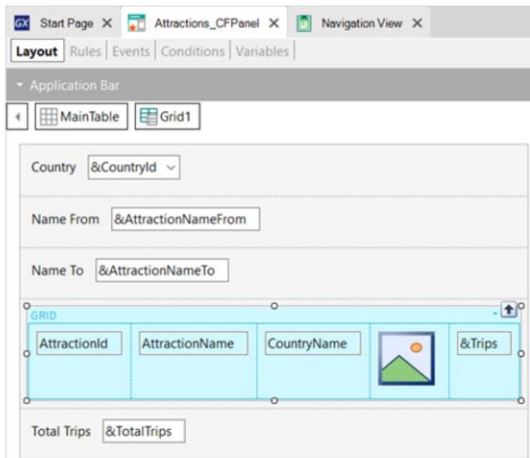 GX Start Page X Attractions_CFPanel X Navigation View X
Layout Rules Events Conditions Variables
Application Bar
MainTable Grid1
Country &CountryId
Name From &AttractionNameFrom
Name To &AttractionNameTo
GRID
AttractionId AttractionName CountryName &Trips
Total Trips &TotalTrips